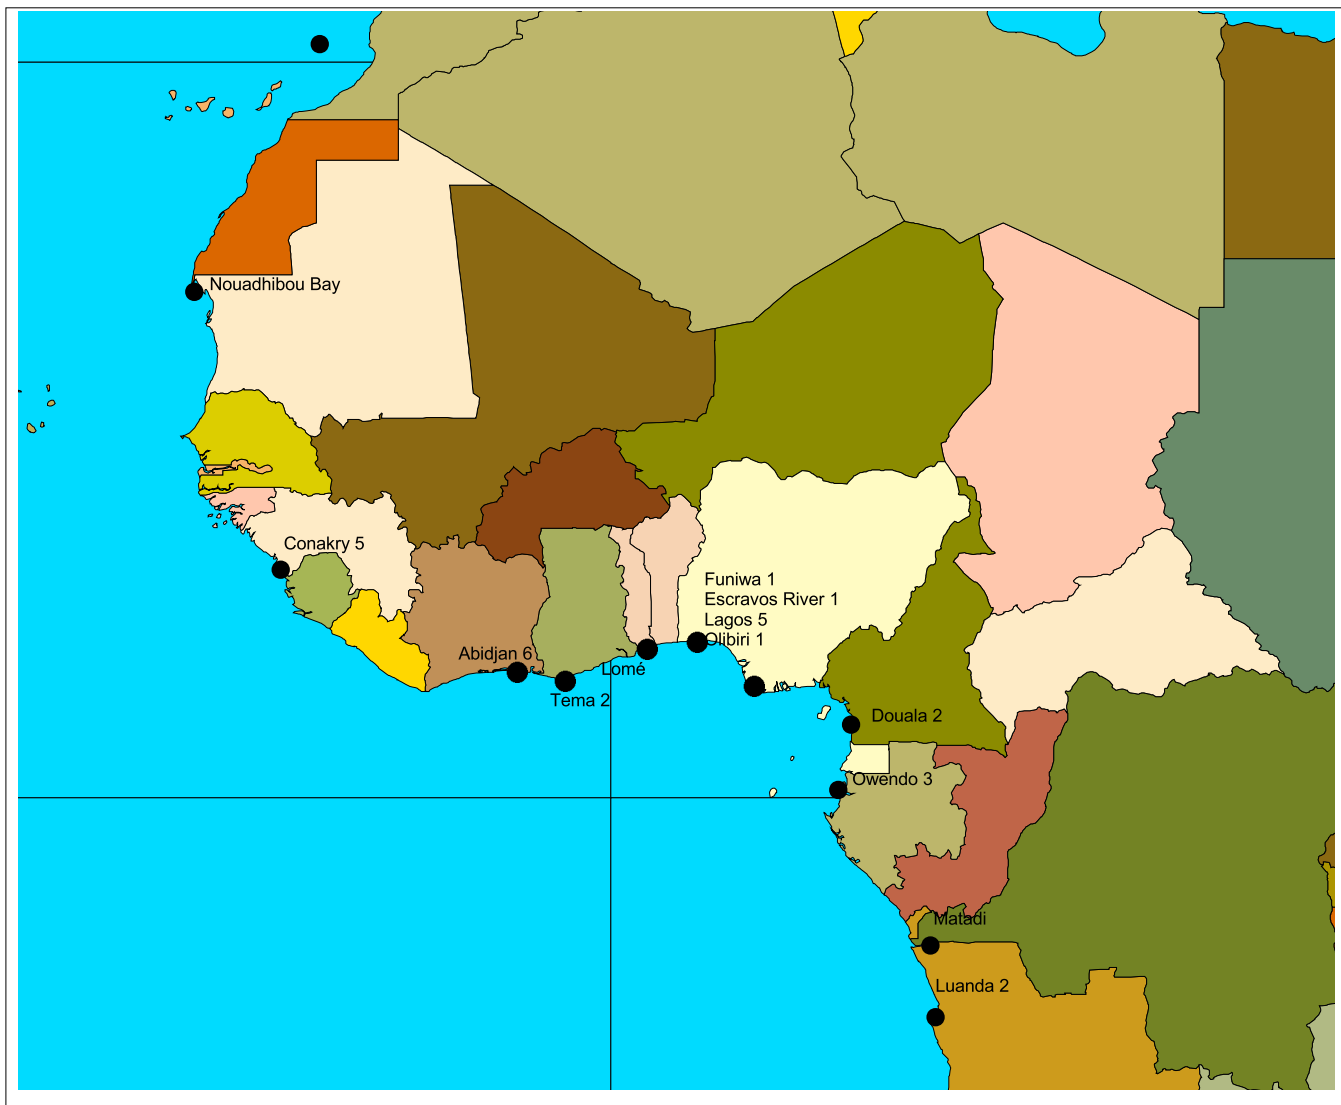 Nouadhibou Bay
Conakry 5
Funiwa 1
Escravos River 1
Lagos 5
Olibiri 1
Abidjan 6
Lomé
Tema 2
Douala 2
Owendo 3
Matadi
Luanda 2